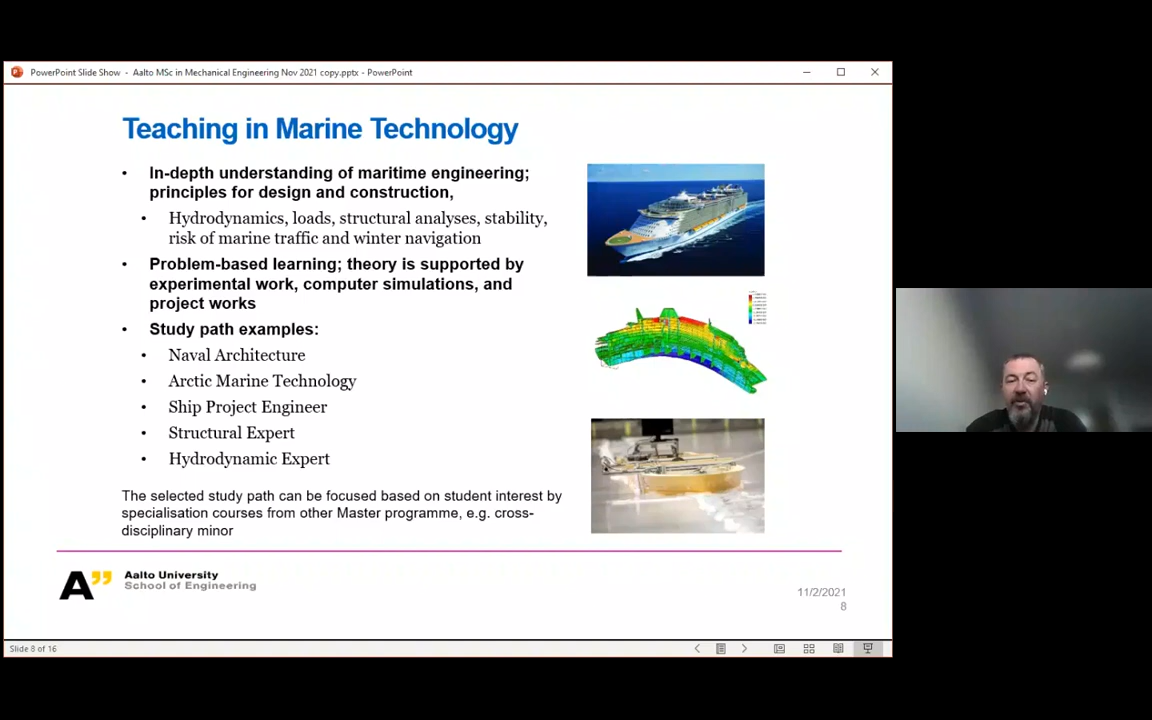 PowerPoint Slide Show - Aalto MSc in Mechanical Engineering Nov 2021 copy.pptx - PowerPoint
Teaching in Marine Technology
• In-depth understanding of maritime engineering;
principles for design and construction,
• Hydrodynamics, loads, structural analyses, stability,
risk of marine traffic and winter navigation
• Problem-based learning; theory is supported by
experimental work, computer simulations, and
project works
• Study path examples:
• Naval Architecture
• Arctic Marine Technology
• Ship Project Engineer
• Structural Expert
• Hydrodynamic Expert
The selected study path can be focused based on student interest by
specialisation courses from other Master programme, e.g. cross-
disciplinary minor
A”
Aalto University
School of Engineering
11/2/2021
8
Slide 8 of 16